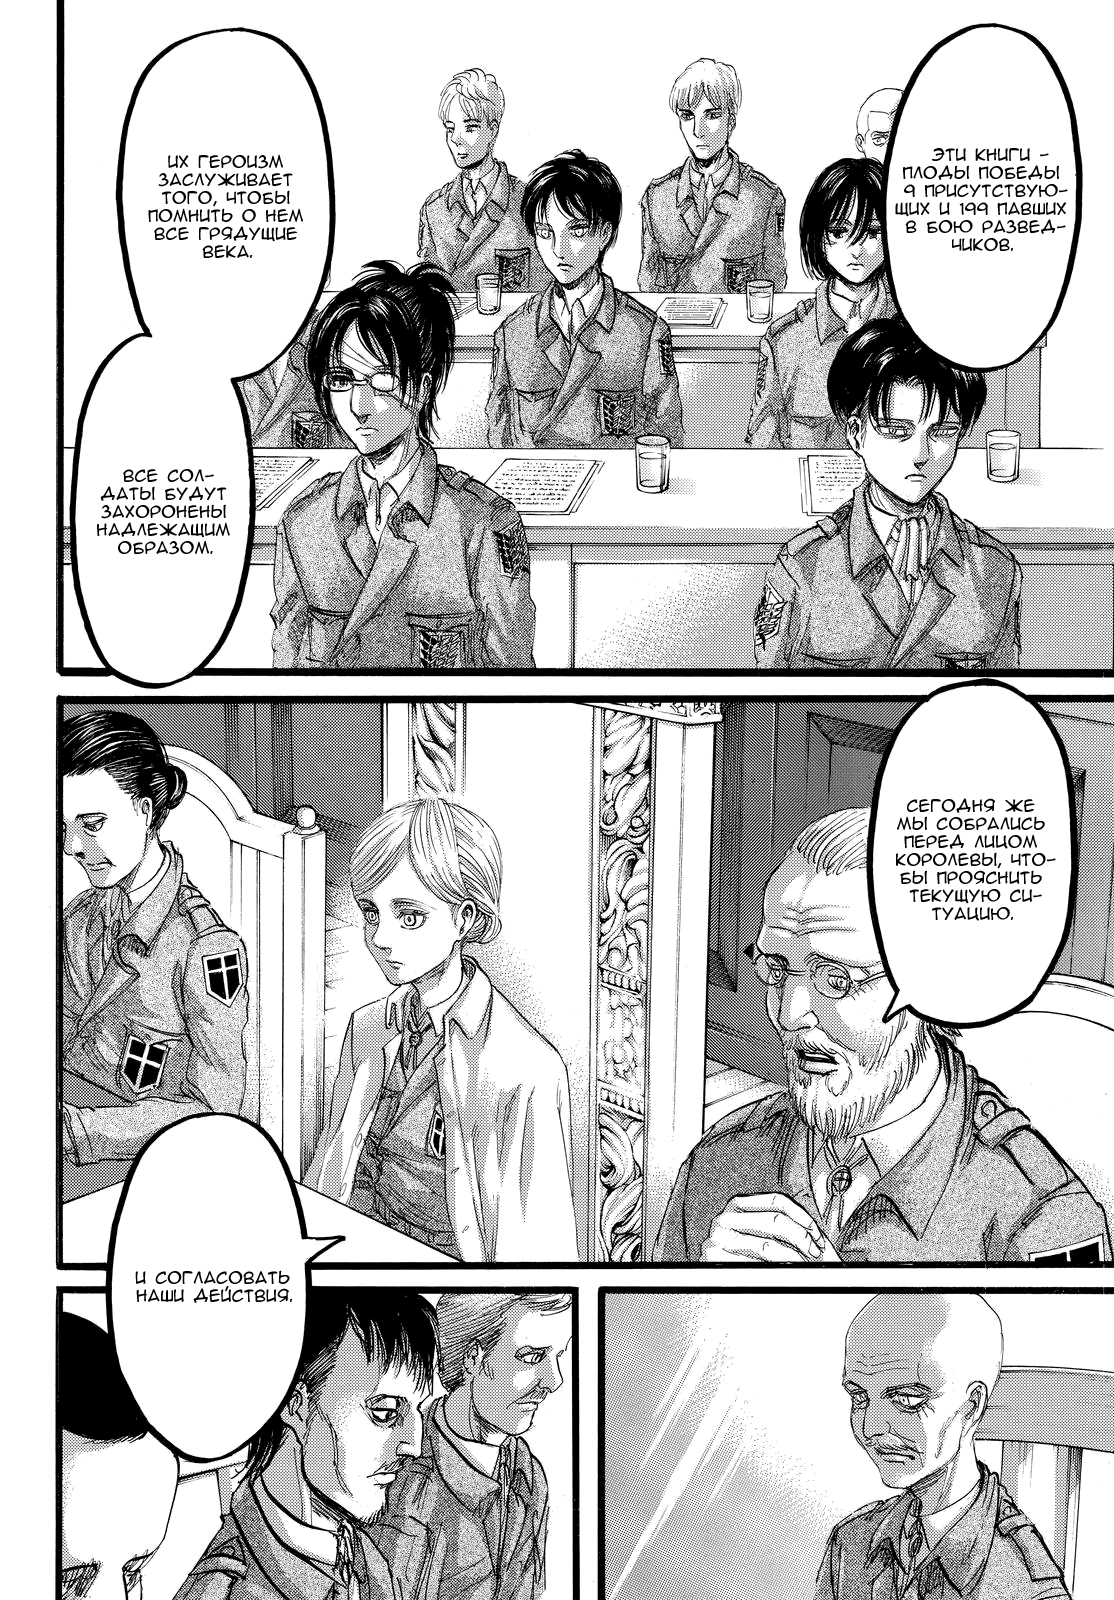 ЭТИ КНИГИ -
ПЛОДЫ ПОБЕДЫ
9 ПРИСУТСТВУЮ-
ЩИХ И 199 ПАВШИХ
В БОЮ РАЗВЕД-
ЧИКОВ.
ИХ ГЕРОИЗМ
ЗАСЛУЖИВАЕТ
ТОГО, ЧТОБЫ
ПОМНИТЬ О НЕМ
ВСЕ ГРЯДУЩИЕ
ВЕКА.
ВСЕ СОЛ-
ДАТЫ БУДУТ
ЗАХОРОНЕНЫ
НАДЛЕЖАЩИМ
ОБРАЗОМ.
СЕГОДНЯ ЖЕ
МЫ СОБРАЛИСЬ
ПЕРЕД ЛИЦОМ
КОРОЛЕВЫ, ЧТО-
БЫ ПРОЯСНИТЬ
ТЕКУЩУЮ СИ-
ТУАЦИЮ.
И СОГЛАСОВАТЬ
НАШИ ДЕЙСТВИЯ.